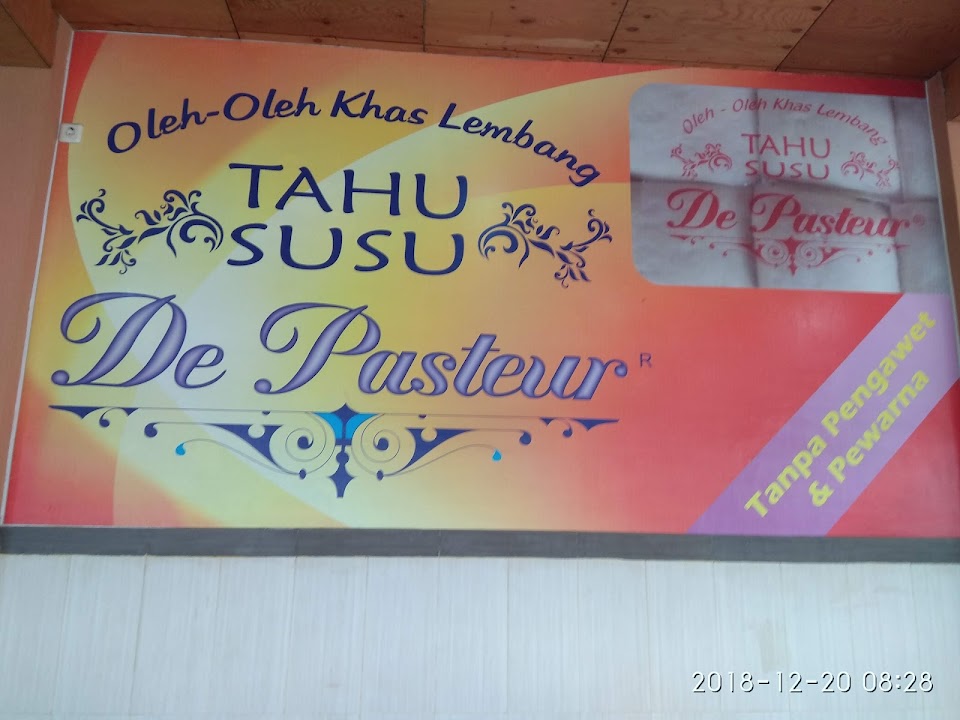 Oleh-Oleh Khas Lembang
TAHU
SUSU
De Pasteur R
Oleh - Oleh Khas Lembang
TAHU
SUSU
De Pasteur®
Tanpa Pengawet
& Pewarna
2018-12-20 08:28